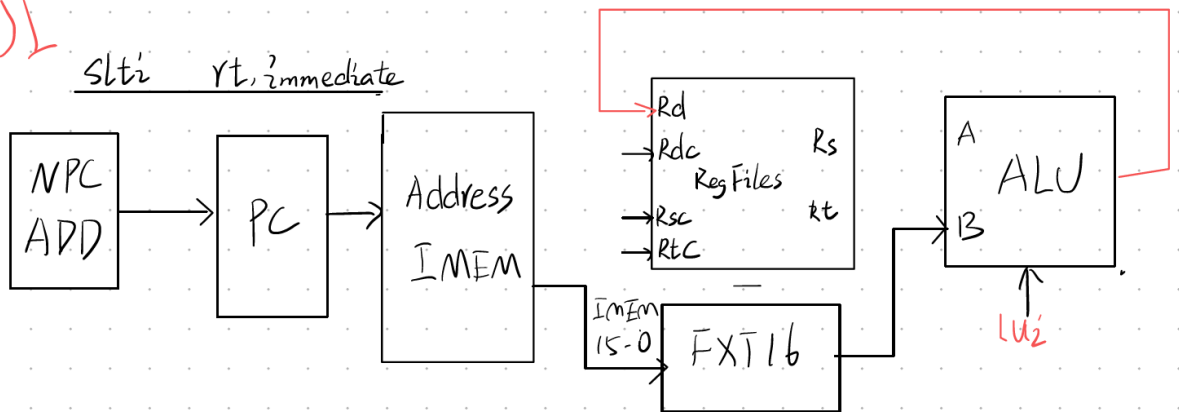 31
slti rt, immediate
NPC
ADD
PC
Address
IMEM
Rd
Rdc
Rs
RegFiles
Rt
Rsc
RtC
A
ALU
B
IMEM
15-0
EXT16
lui